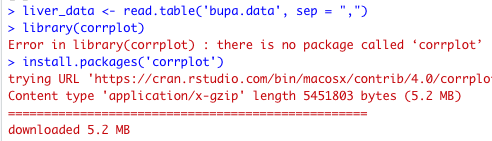 > liver_data <- read.table('bupa.data', sep = ",")
> library(corrplot)
Error in library(corrplot) : there is no package called ‘corrplot’
> install.packages('corrplot')
trying URL 'https://cran.rstudio.com/bin/macosx/contrib/4.0/corrplo
Content type 'application/x-gzip' length 5451803 bytes (5.2 MB)
==================================================
downloaded 5.2 MB